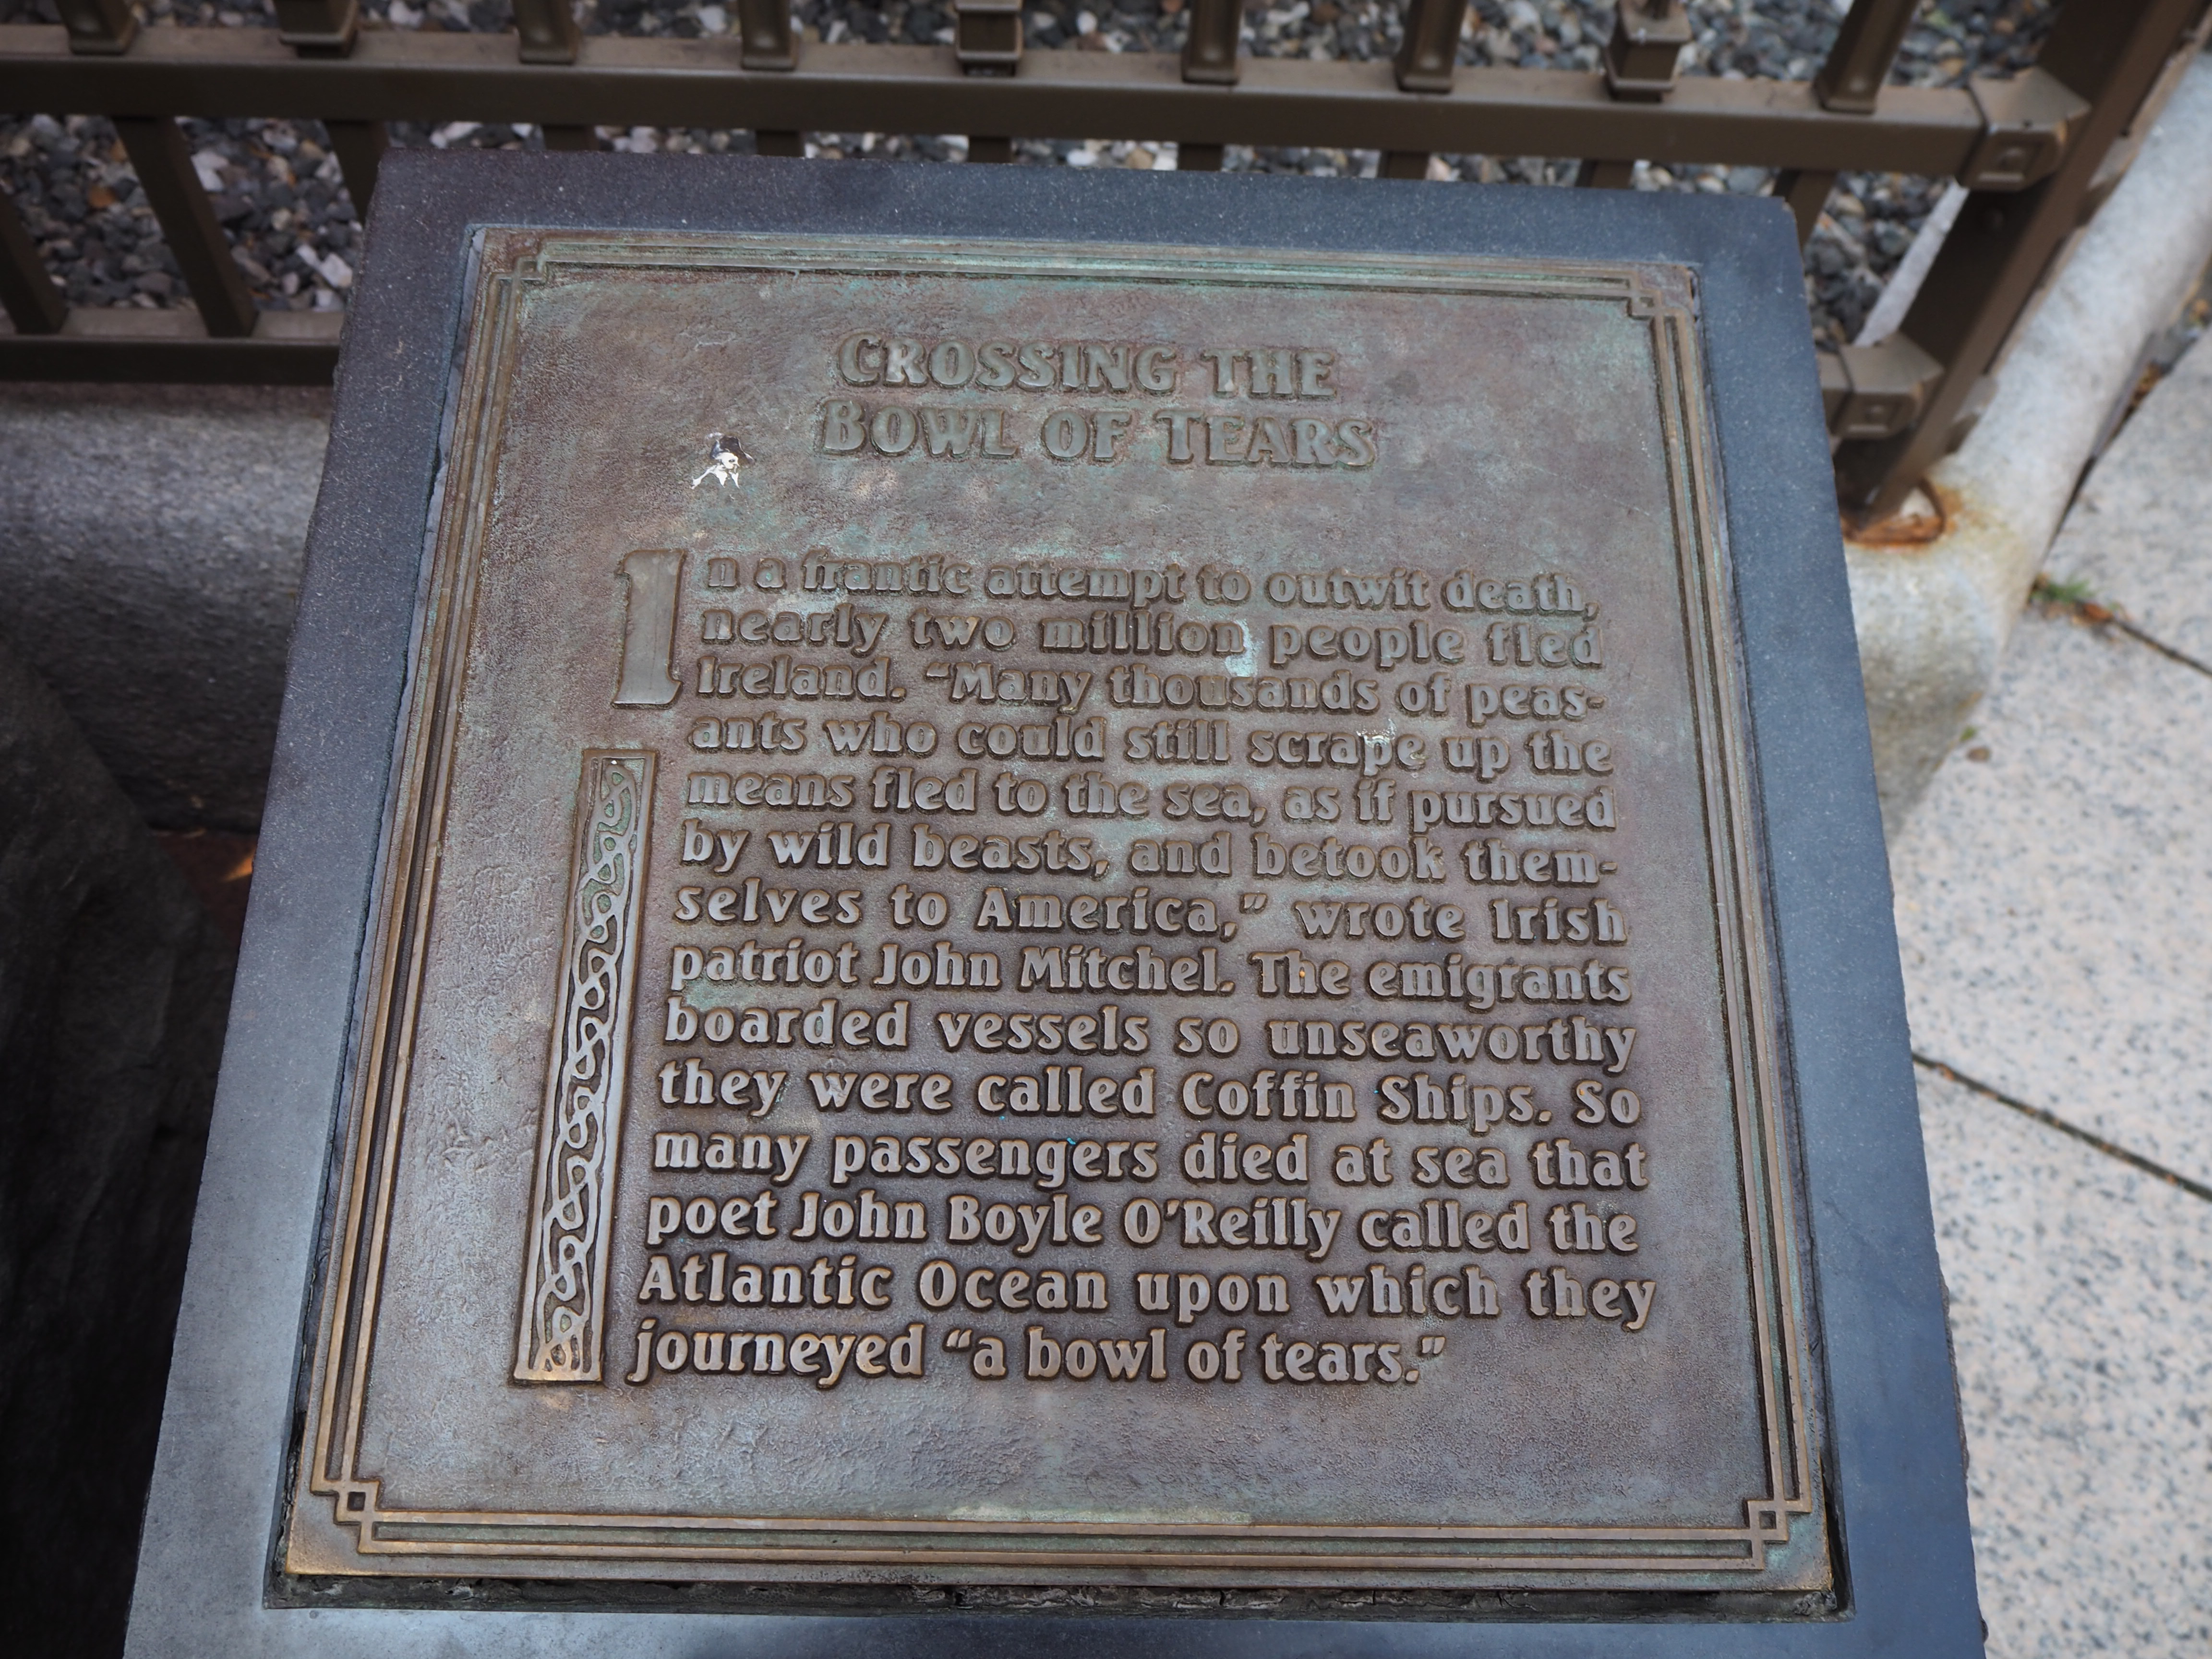 CROSSING THE
BOWL OF TEARS
In a frantic attempt to outwit death,
nearly two million people fled
Ireland. “Many thousands of peas-
ants who could still scrape up the
means fled to the sea, as if pursued
by wild beasts, and betook them-
selves to America,” wrote Irish
patriot John Mitchel. The emigrants
boarded vessels so unseaworthy
they were called Coffin Ships. So
many passengers died at sea that
poet John Boyle O’Reilly called the
Atlantic Ocean upon which they
journeyed “a bowl of tears.”